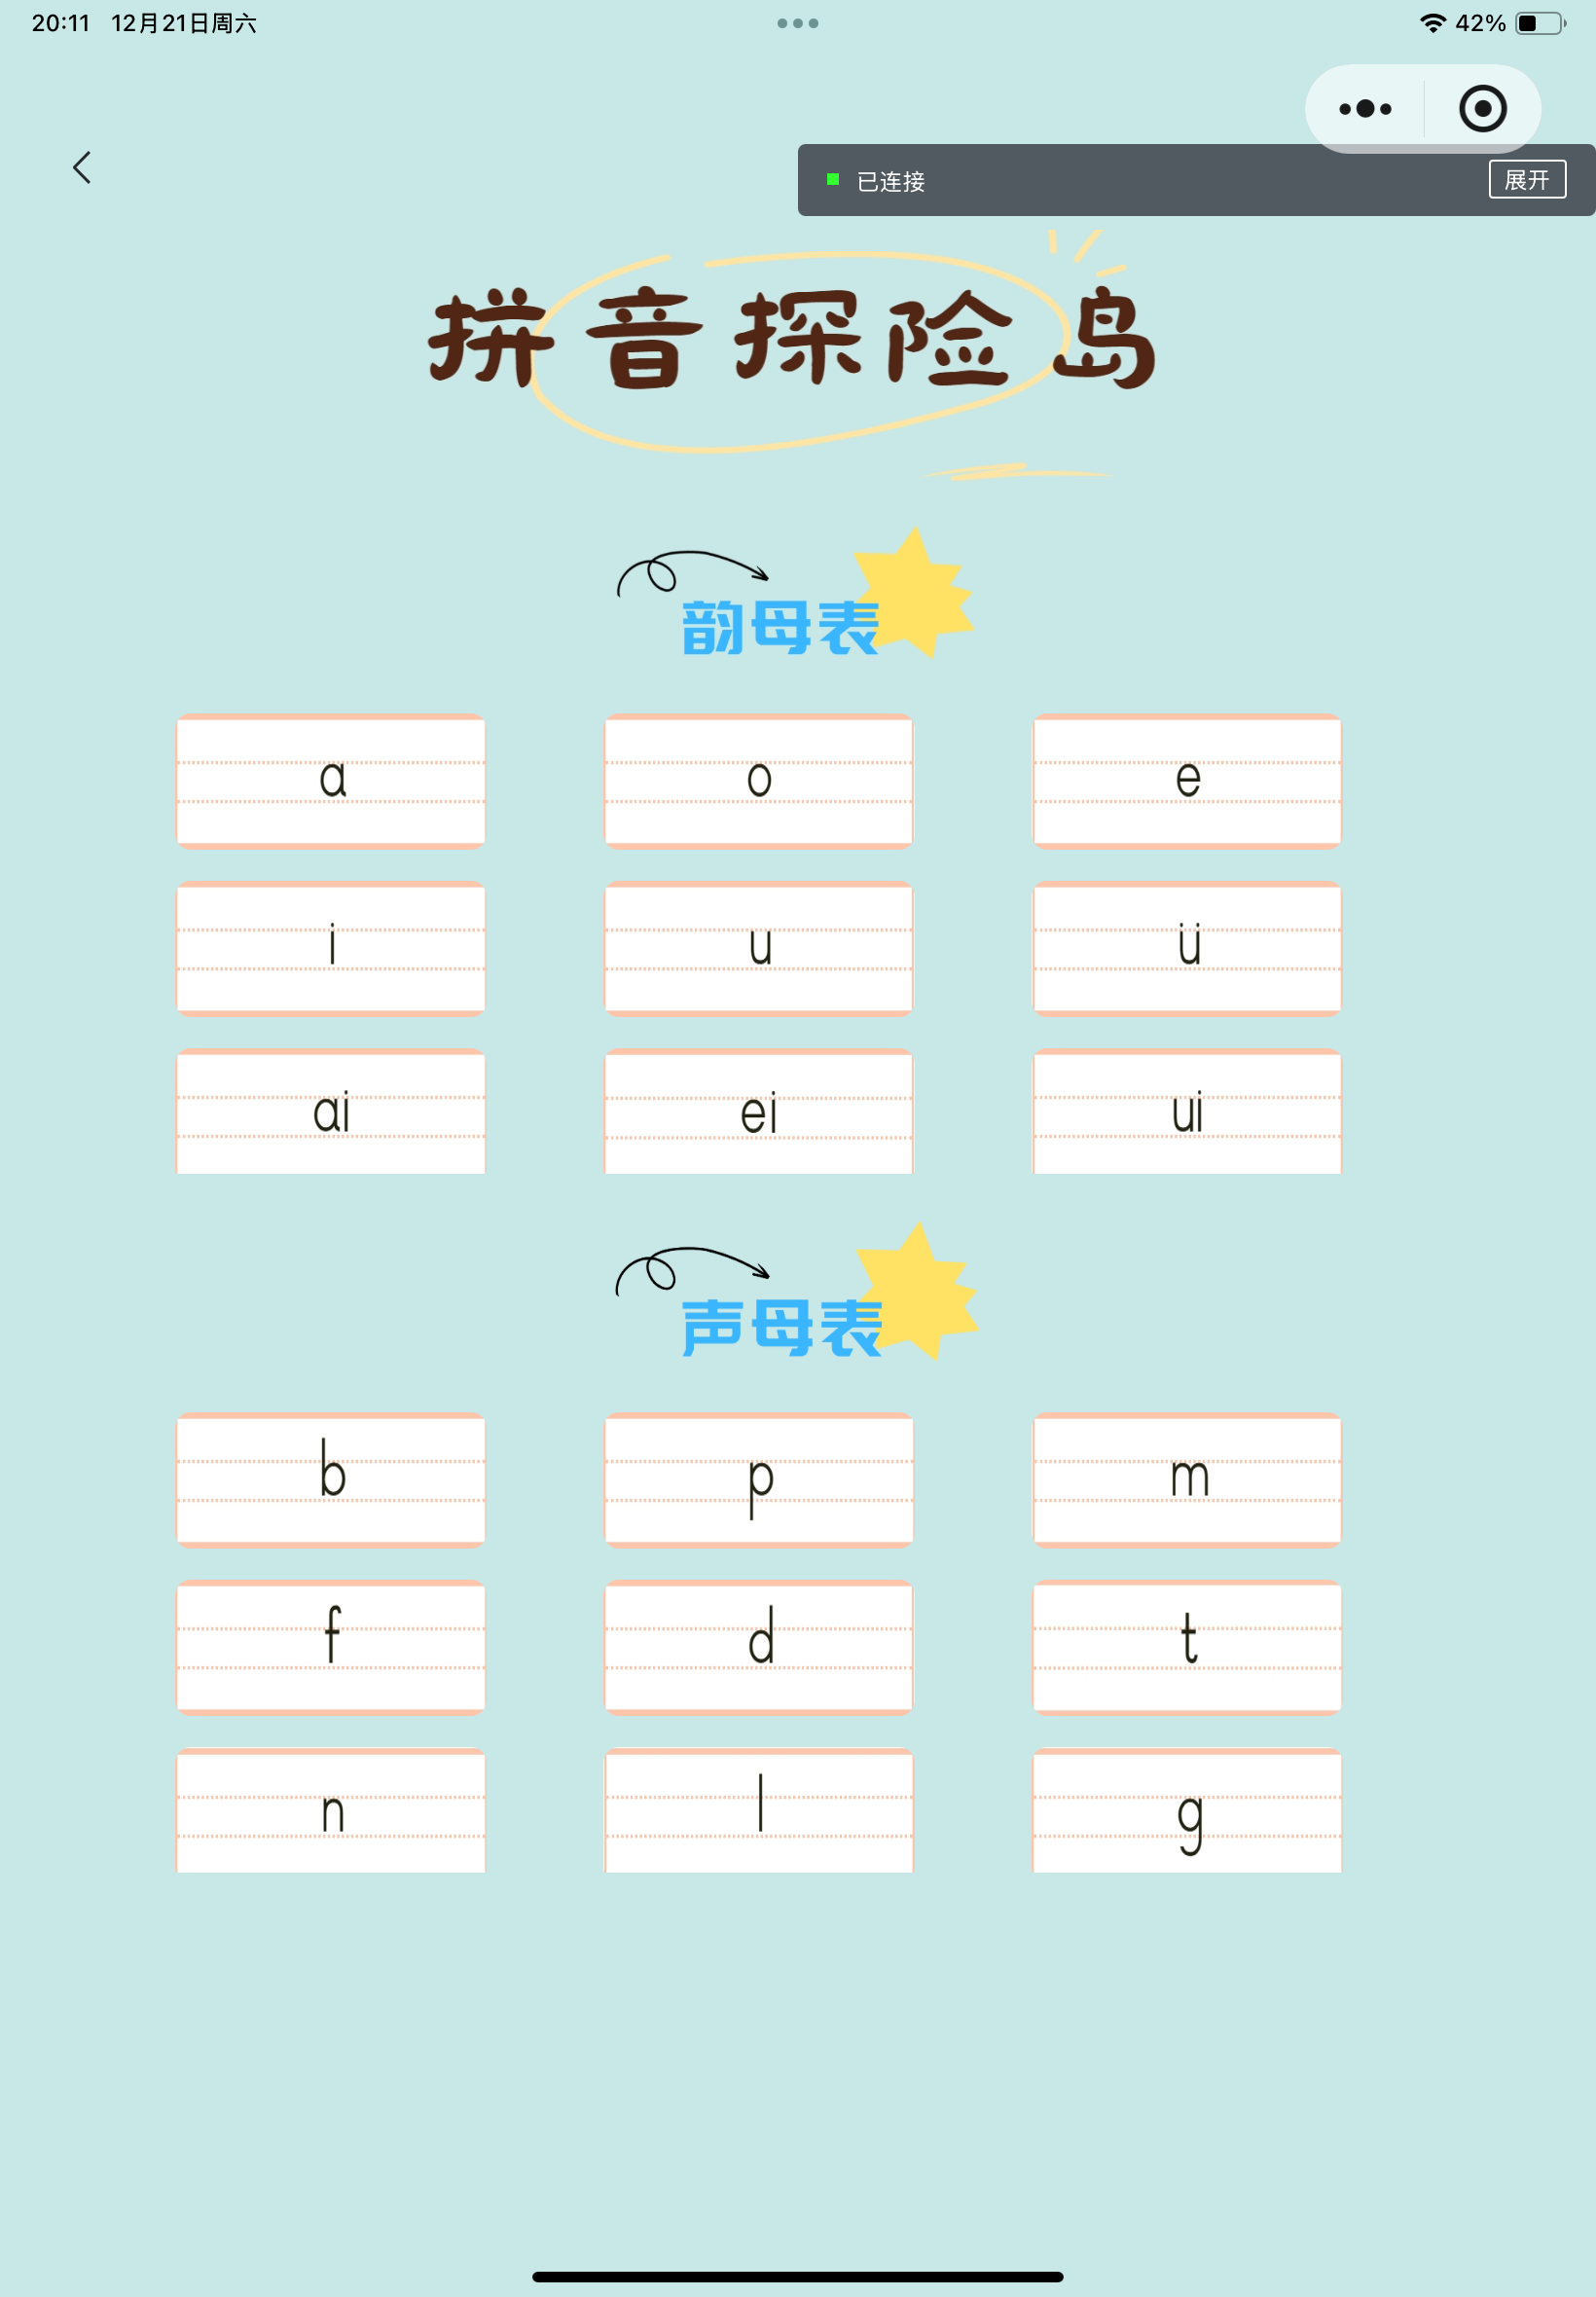 20:11 12月21日周六 42%
已连接 展开
拼音探险岛
韵母表
a o e
i u ü
ai ei ui
声母表
b p m
f d t
n l g